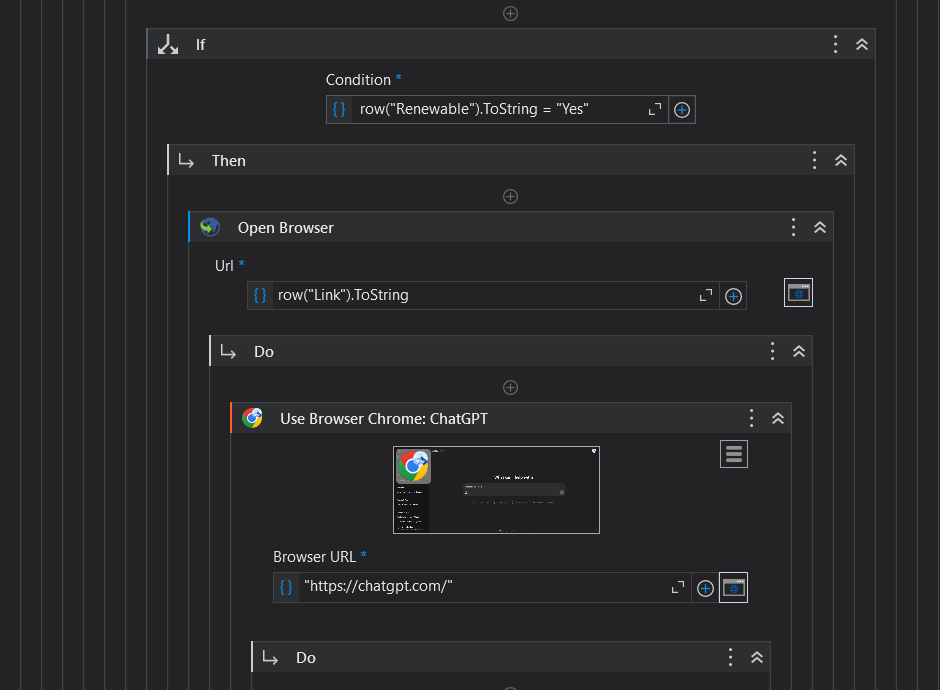 If
Condition *
row("Renewable").ToString = "Yes"
Then
Open Browser
Url *
row("Link").ToString
Do
Use Browser Chrome: ChatGPT
Browser URL *
"https://chatgpt.com/"
Do